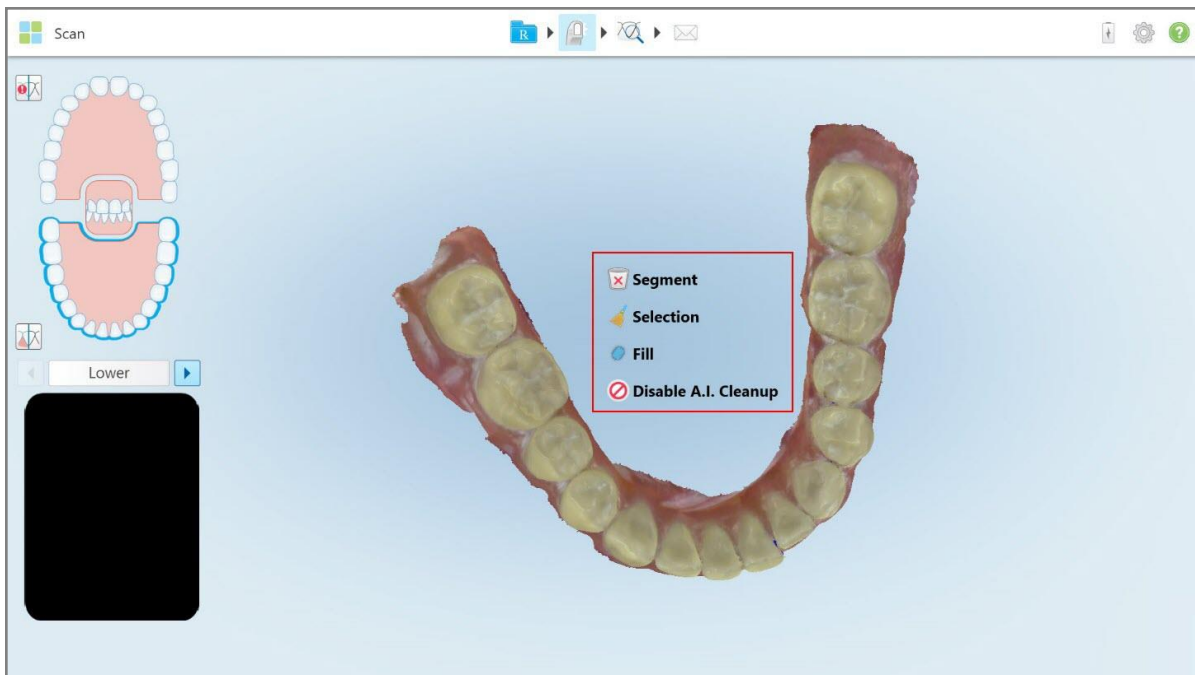 Scan
R
?
Segment
Selection
Fill
Disable A.I. Cleanup
Lower